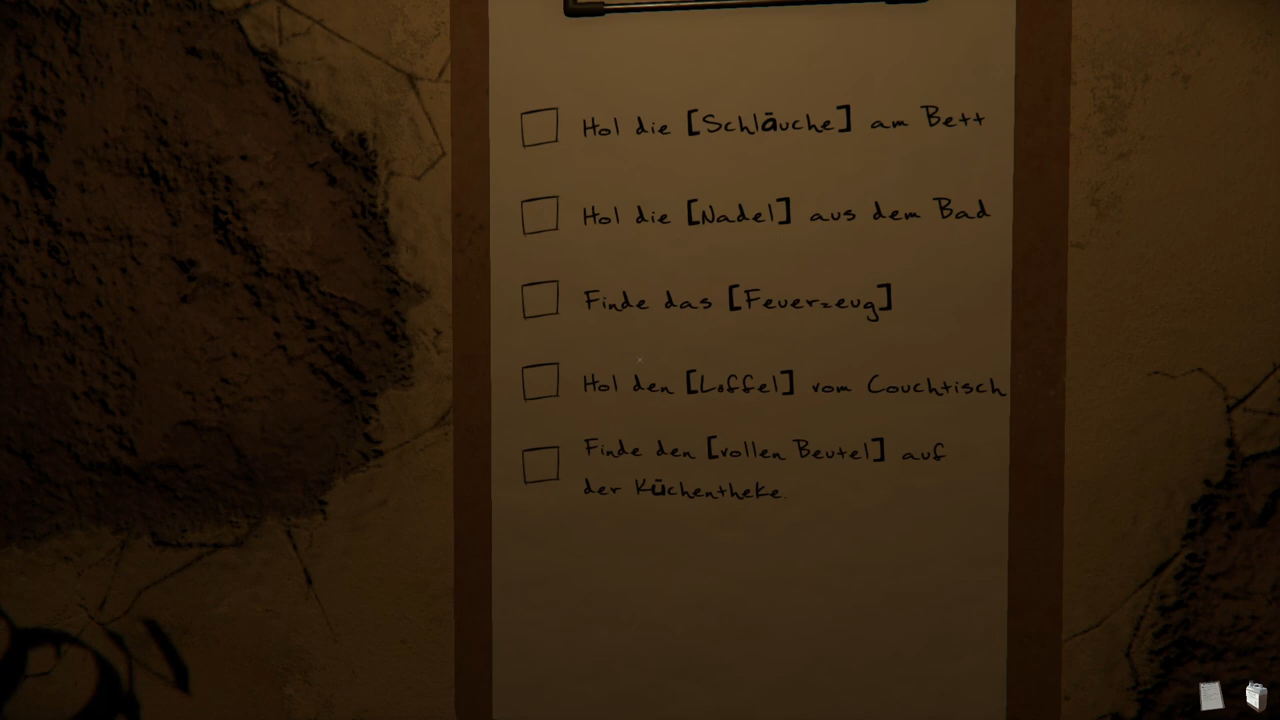 Hol die [Schläuche] am Bett
Hol die [Nadel] aus dem Bad
Finde das [Feuerzeug]
Hol den [Löffel] vom Couchtisch
Finde den [vollen Beutel] auf
der Küchentheke.